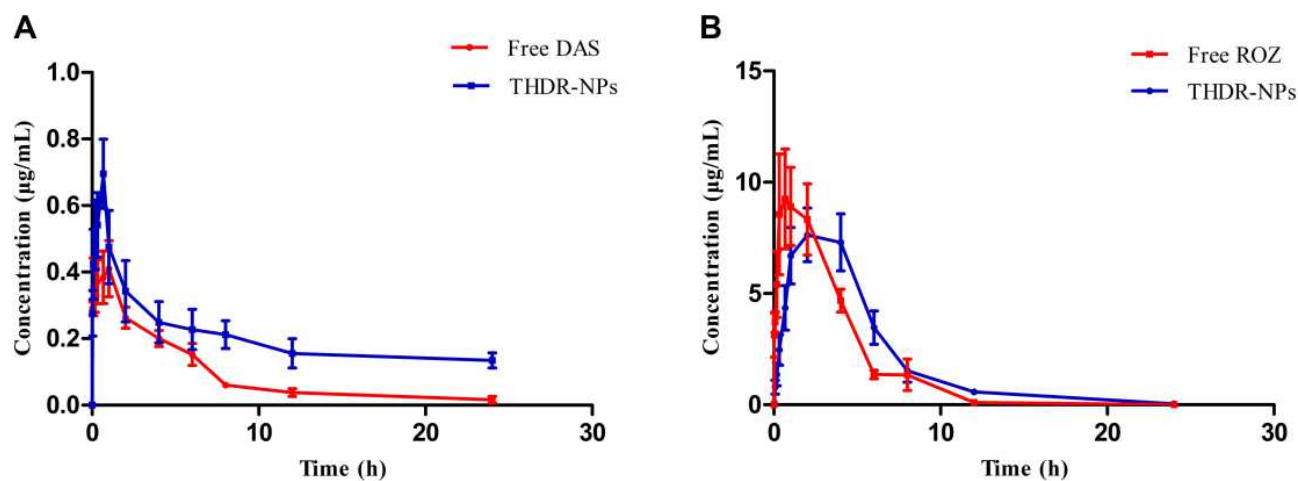 A
Free DAS
THDR-NPs
1.0
0.8
0.6
0.4
0.2
0.0
Concentration (μg/mL)
0
10
20
30
Time (h)
B
Free ROZ
THDR-NPs
15
10
5
0
Concentration (μg/mL)
0
10
20
30
Time (h)